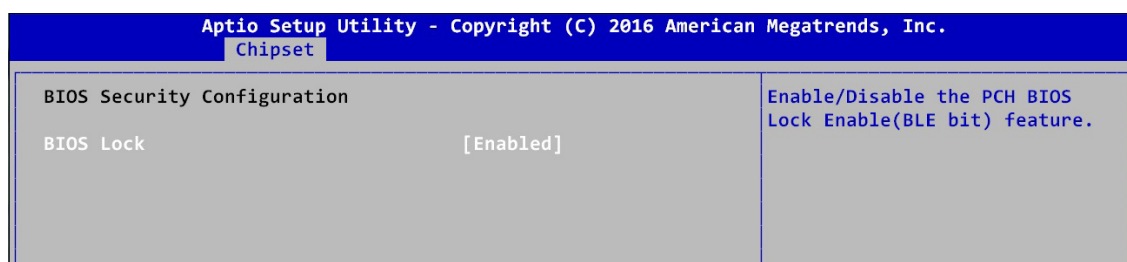 Aptio Setup Utility - Copyright (C) 2016 American Megatrends, Inc.
Chipset
BIOS Security Configuration
BIOS Lock [Enabled]
Enable/Disable the PCH BIOS
Lock Enable(BLE bit) feature.